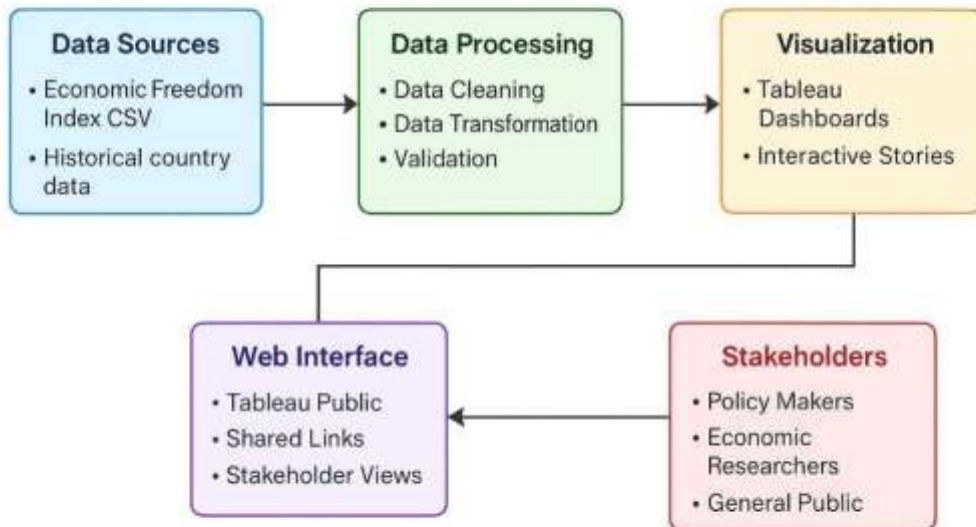 Data Sources
• Economic Freedom
Index CSV
• Historical country
data
Data Processing
• Data Cleaning
• Data Transformation
• Validation
Visualization
• Tableau
Dashboards
• Interactive Stories
Web Interface
• Tableau Public
• Shared Links
• Stakeholder Views
Stakeholders
• Policy Makers
• Economic
Researchers
• General Public